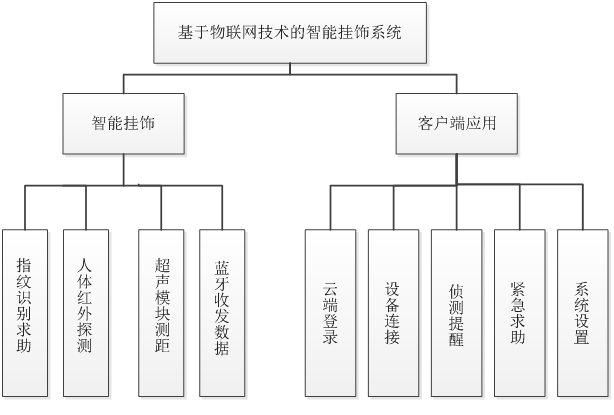 基于物联网技术的智能挂饰系统
智能挂饰
客户端应用
指纹识别求助
人体红外探测
超声模块测距
蓝牙收发数据
云端登录
设备连接
侦测提醒
紧急求助
系统设置